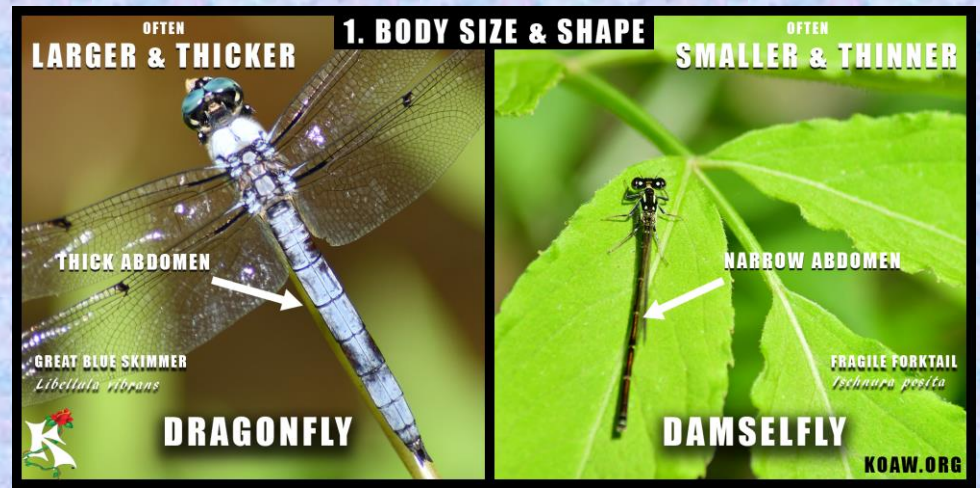 1. BODY SIZE & SHAPE
OFTEN
LARGER & THICKER
THICK ABDOMEN
GREAT BLUE SKIMMER
Libellula vibrans
DRAGONFLY
OFTEN
SMALLER & THINNER
NARROW ABDOMEN
FRAGILE FORKTAIL
Ischnura posita
DAMSELFLY
KOAW.ORG